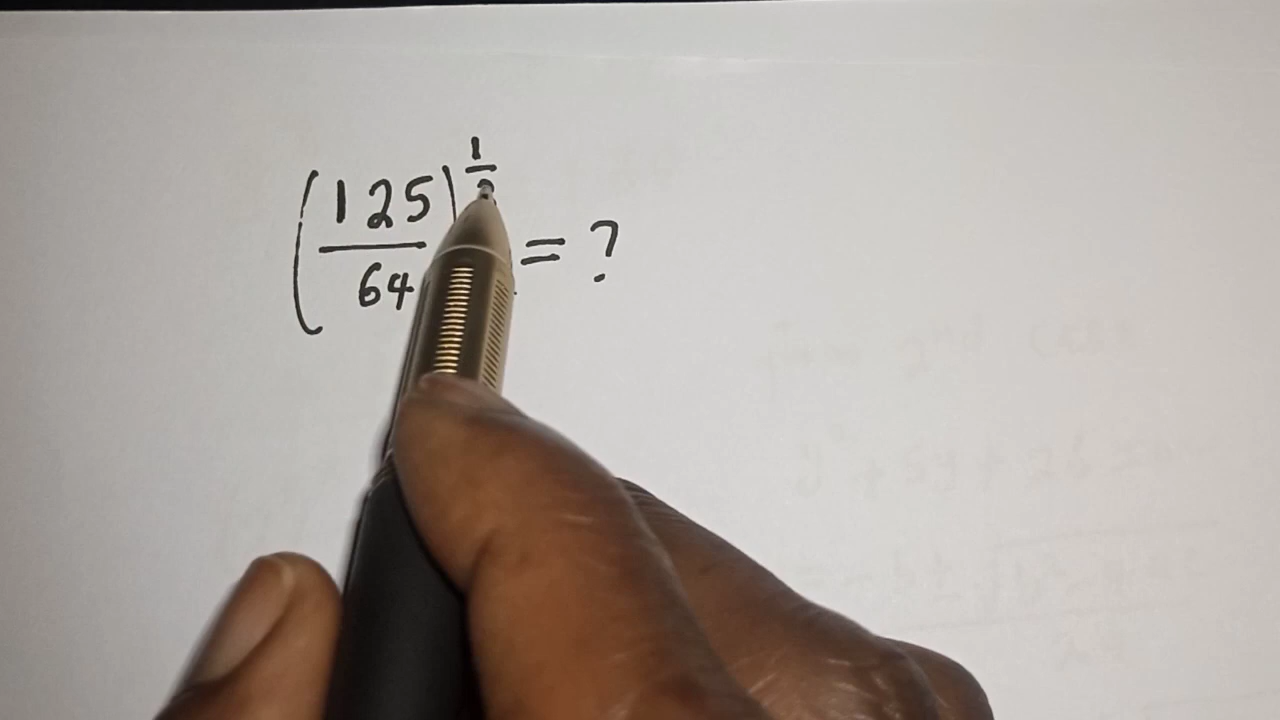 (125/64)^1/ = ?